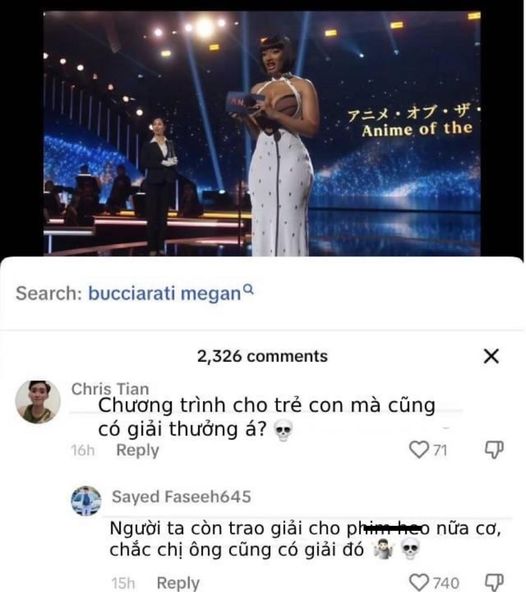 アニメ・オブ・ザ・
Anime of the
Search: bucciarati megan
2,326 comments
Chris Tian
Chương trình cho trẻ con mà cũng
có giải thưởng á? 💀
16h Reply 71
Sayed Faseeh645
Người ta còn trao giải cho phim heo nữa cơ,
chắc chị ông cũng có giải đó 🤷🏻‍♂️💀
15h Reply 740